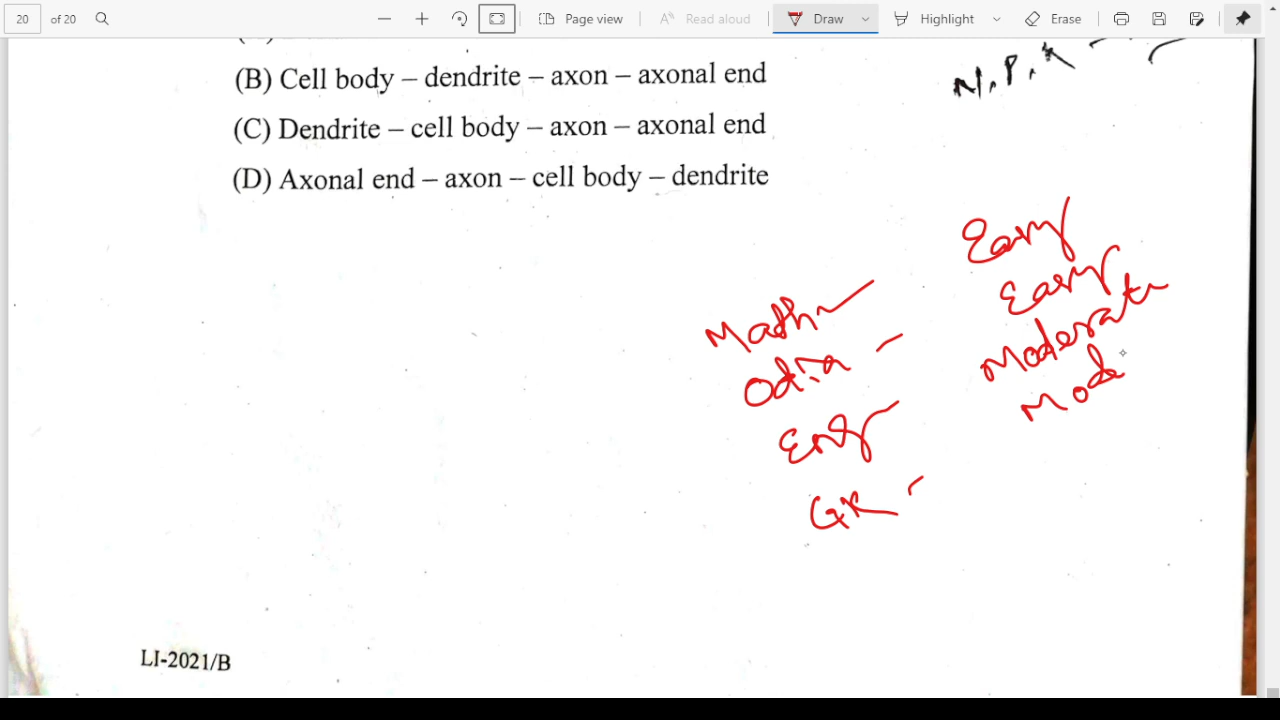 20 of 20 Page view Read aloud Draw Highlight Erase
(B) Cell body – dendrite – axon – axonal end
N, P, K
(C) Dendrite – cell body – axon – axonal end
(D) Axonal end – axon – cell body – dendrite
Math Easy
Odia Easy
Eng Moderate
GK Mode
LI-2021/B